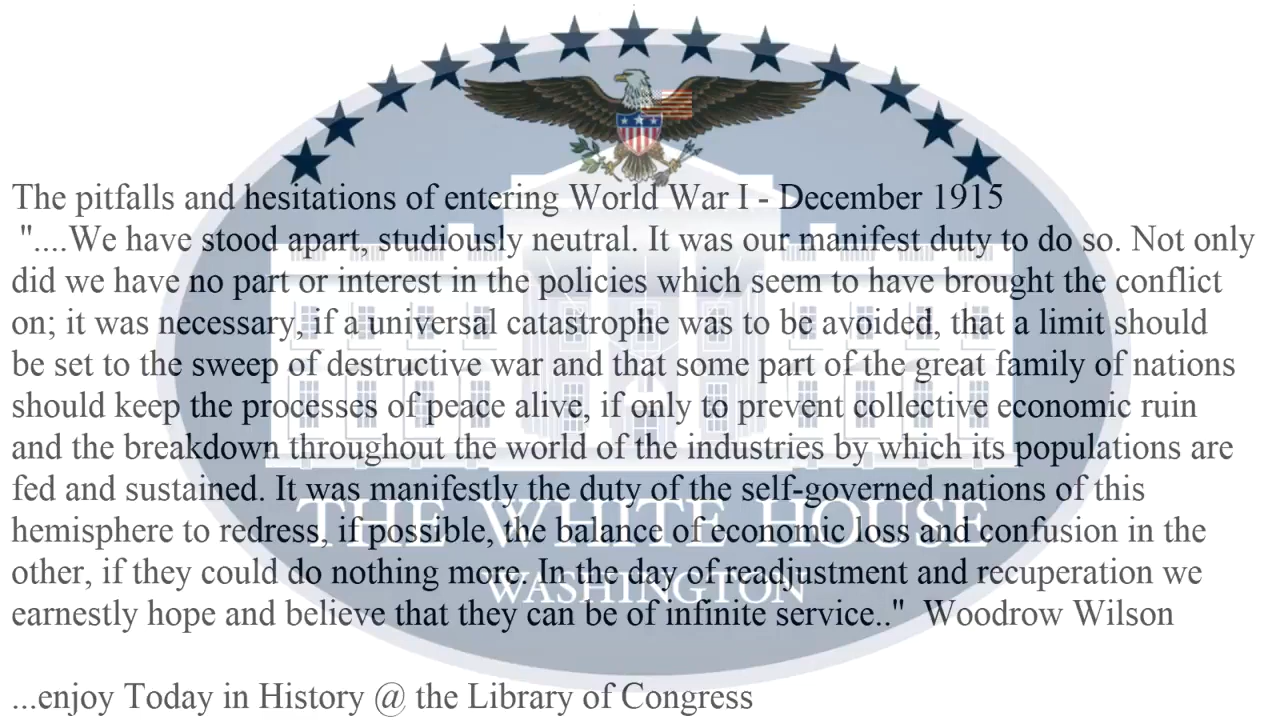 The pitfalls and hesitations of entering World War I - December 1915
"....We have stood apart, studiously neutral. It was our manifest duty to do so. Not only
did we have no part or interest in the policies which seem to have brought the conflict
on; it was necessary, if a universal catastrophe was to be avoided, that a limit should
be set to the sweep of destructive war and that some part of the great family of nations
should keep the processes of peace alive, if only to prevent collective economic ruin
and the breakdown throughout the world of the industries by which its populations are
fed and sustained. It was manifestly the duty of the self-governed nations of this
hemisphere to redress, if possible, the balance of economic loss and confusion in the
other, if they could do nothing more. In the day of readjustment and recuperation we
earnestly hope and believe that they can be of infinite service.." Woodrow Wilson
...enjoy Today in History @ the Library of Congress
THE WHITE HOUSE
WASHINGTON